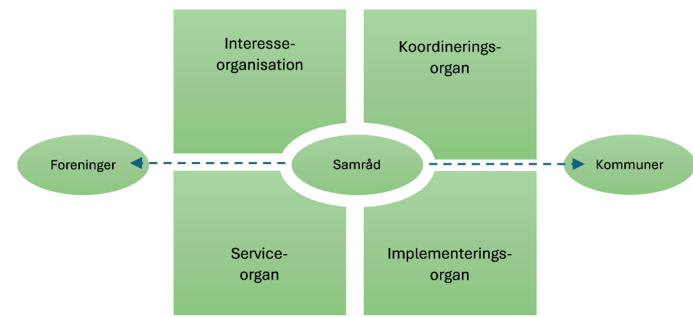 Interesse-
organisation
Koordinerings-
organ
Foreninger
Samråd
Kommuner
Service-
organ
Implementerings-
organ